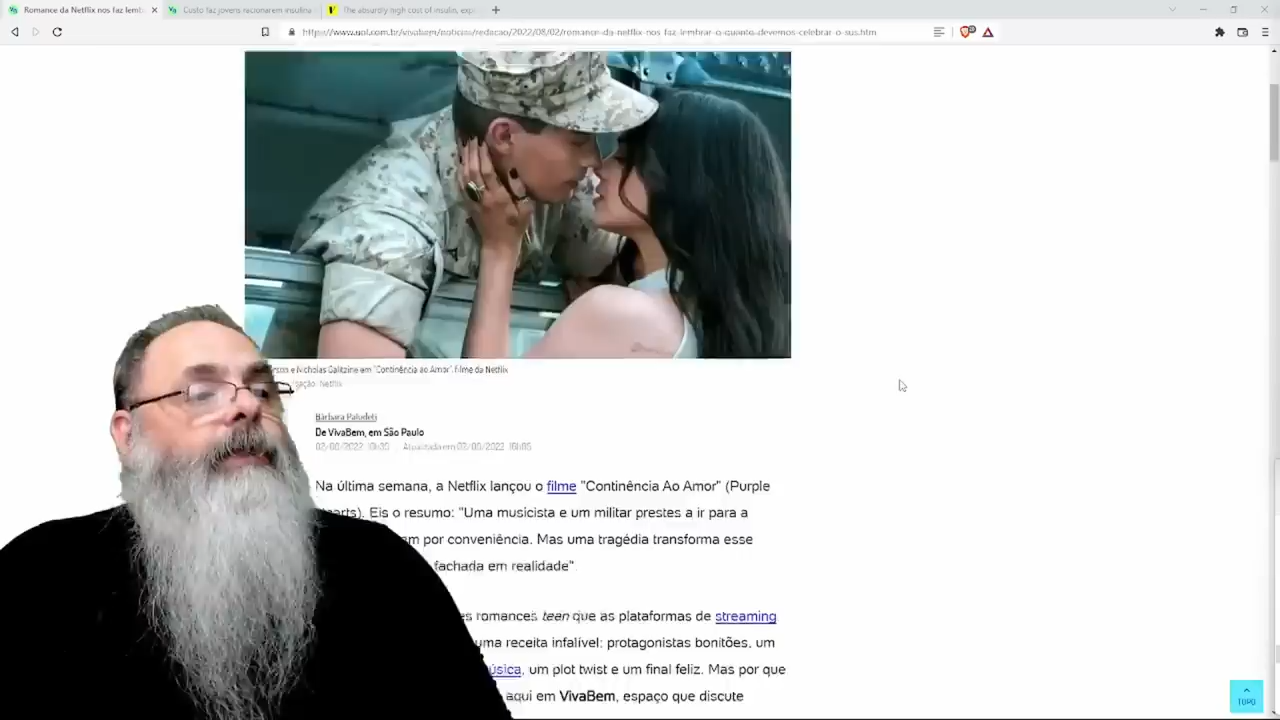 Romance da Netflix nos faz lemb
Custo faz jovens racionarem insulina
The absurdly high cost of insulin, exp
https://www.uol.com.br/vivabem/noticias/redacao/2022/08/02/romance-da-netflix-nos-faz-lembrar-o-quanto-devemos-celebrar-o-sus.htm
e Nicholas Galitzine em "Continência ao Amor", filme da Netflix
Netflix
Bárbara Paludeti
De VivaBem, em São Paulo
Atualizada em
Na última semana, a Netflix lançou o filme "Continência Ao Amor" (Purple
Eis o resumo: "Uma musicista e um militar prestes a ir para a
por conveniência. Mas uma tragédia transforma esse
fachada em realidade".
romances teen que as plataformas de streaming
uma receita infalível: protagonistas bonitões, um
úsica, um plot twist e um final feliz. Mas por que
aqui em VivaBem, espaço que discute
TOPO